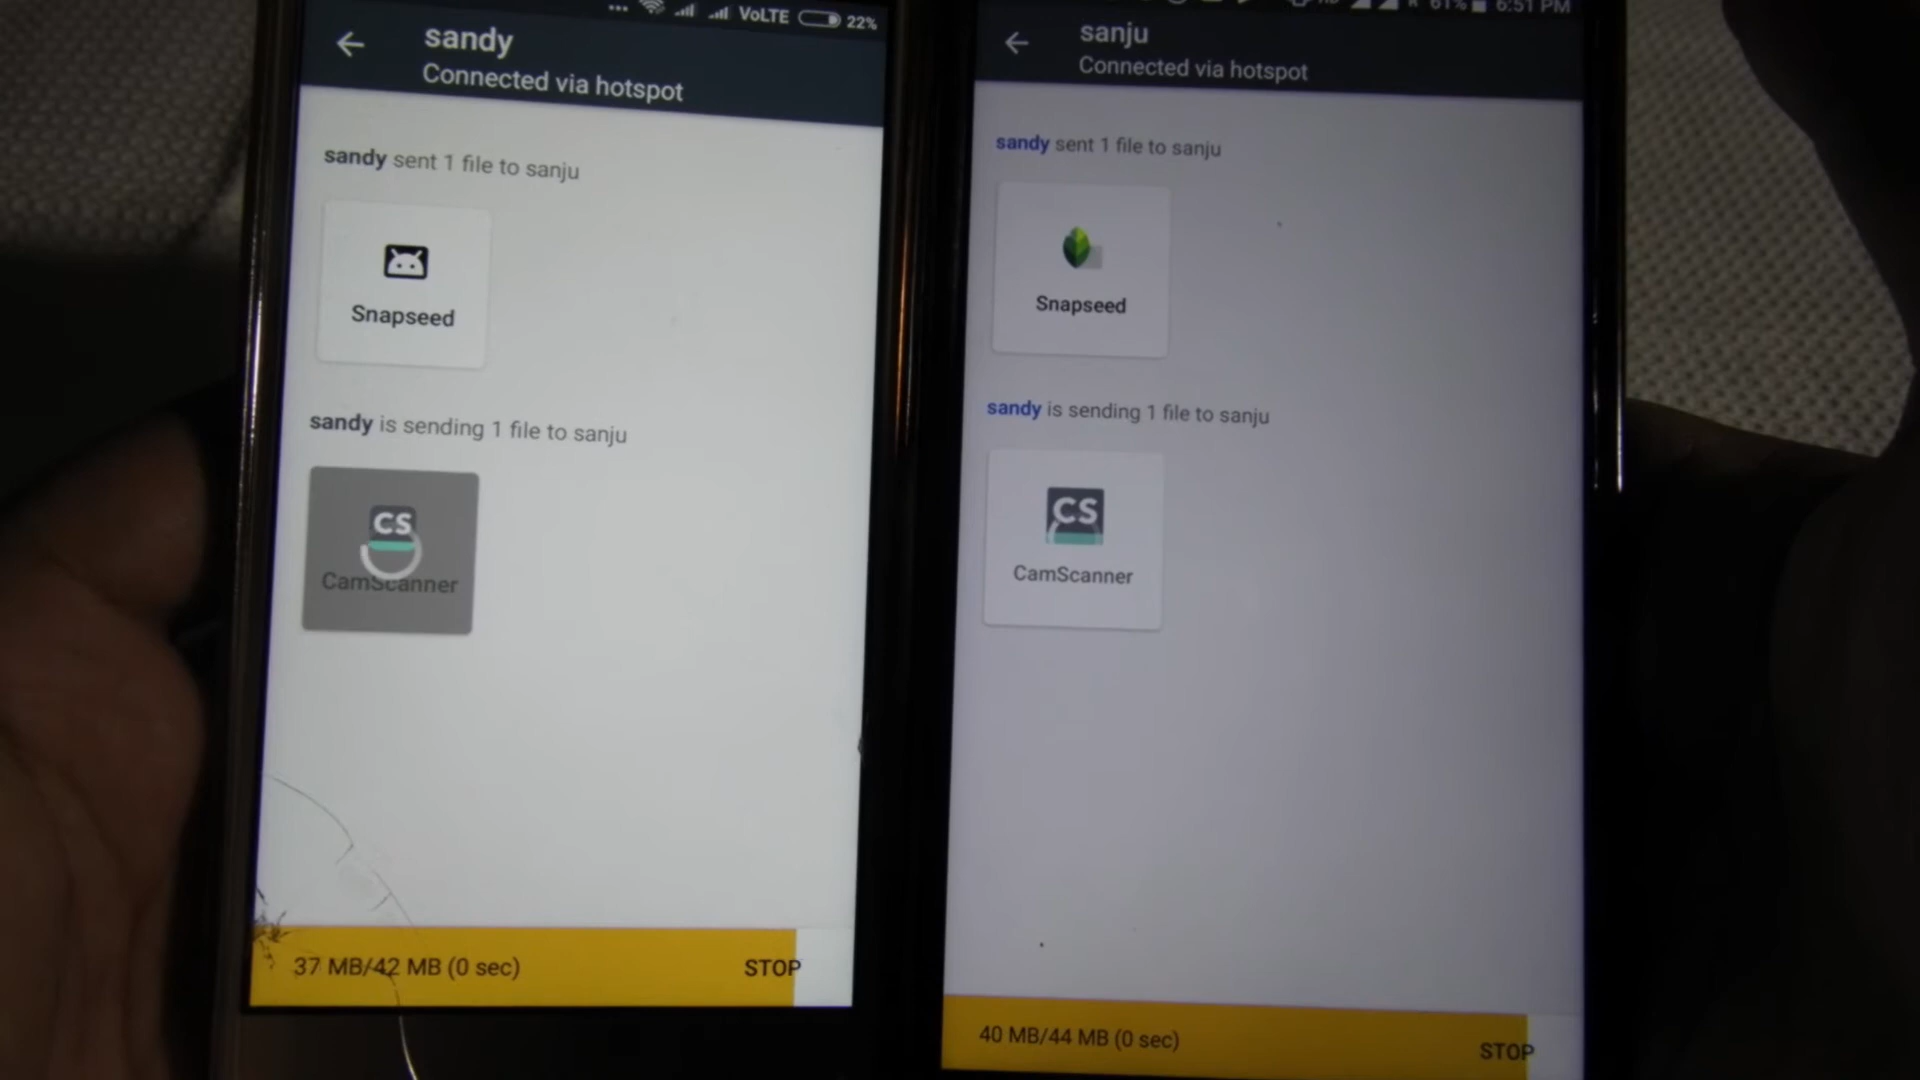 VoLTE 22%
sandy
Connected via hotspot
sandy sent 1 file to sanju
Snapseed
sandy is sending 1 file to sanju
CS
CamScanner
37 MB/42 MB (0 sec)
STOP
61% 6:51 PM
sanju
Connected via hotspot
sandy sent 1 file to sanju
Snapseed
sandy is sending 1 file to sanju
CS
CamScanner
40 MB/44 MB (0 sec)
STOP